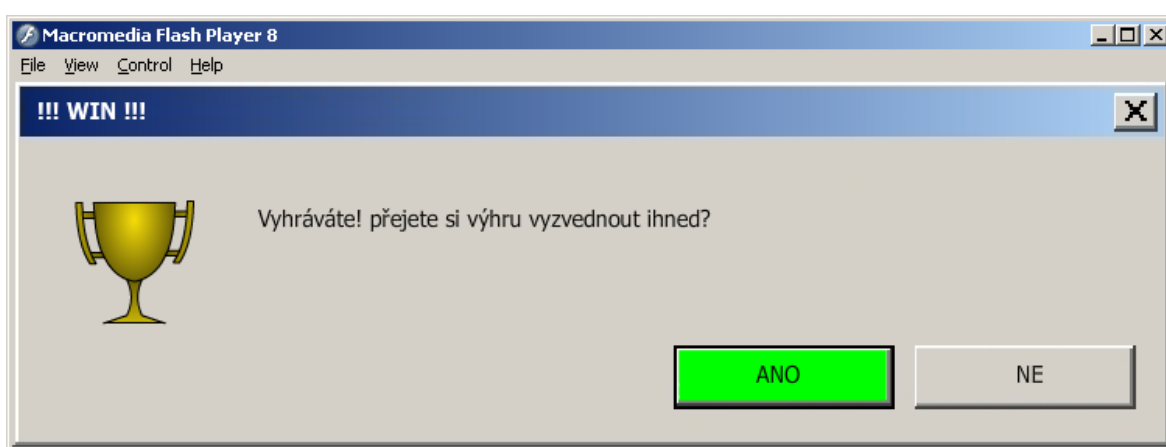 Macromedia Flash Player 8
File View Control Help
!!! WIN !!!
Vyhráváte! přejete si výhru vyzvednout ihned?
ANO NE